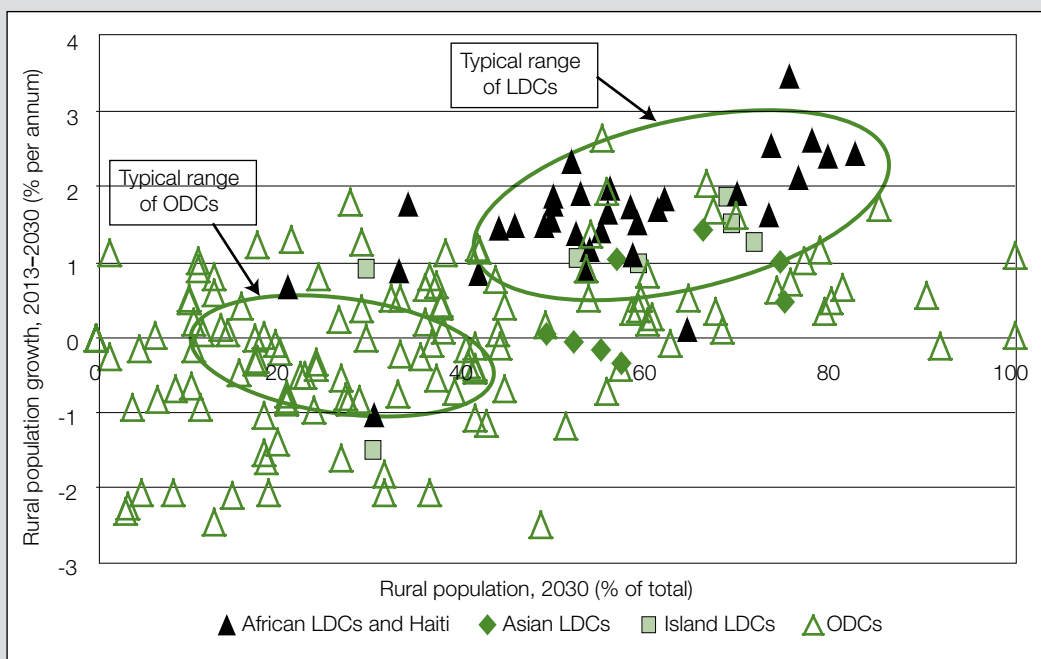 4
3
2
1
0
-1
-2
-3
Rural population growth, 2013–2030 (% per annum)
Typical range
of LDCs
Typical range
of ODCs
0
20
40
60
80
100
Rural population, 2030 (% of total)
African LDCs and Haiti
Asian LDCs
Island LDCs
ODCs